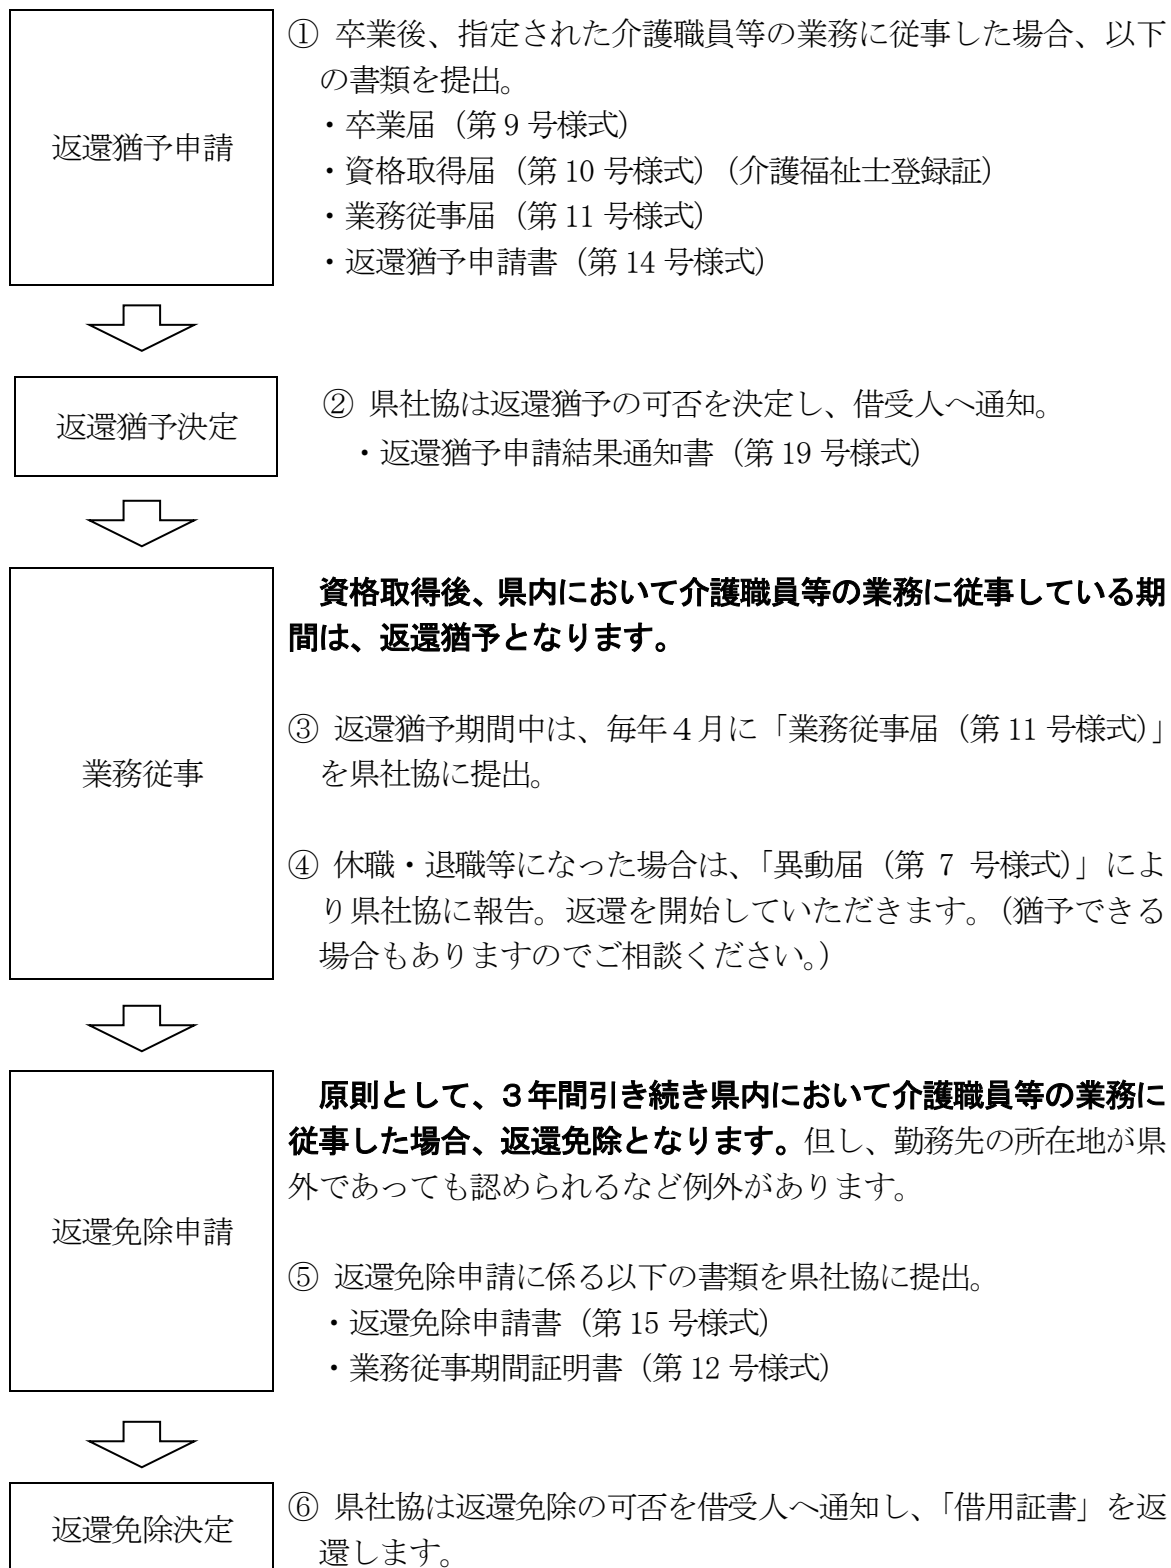 返還猶予申請
① 卒業後、指定された介護職員等の業務に従事した場合、以下
の書類を提出。
・卒業届（第９号様式）
・資格取得届（第 10 号様式）（介護福祉士登録証）
・業務従事届（第 11 号様式）
・返還猶予申請書（第 14 号様式）
返還猶予決定
② 県社協は返還猶予の可否を決定し、借受人へ通知。
・返還猶予申請結果通知書（第 19 号様式）
業務従事
資格取得後、県内において介護職員等の業務に従事している期
間は、返還猶予となります。
③ 返還猶予期間中は、毎年４月に「業務従事届（第 11 号様式）」
を県社協に提出。
④ 休職・退職等になった場合は、「異動届（第 7 号様式）」によ
り県社協に報告。返還を開始していただきます。（猶予できる
場合もありますのでご相談ください。）
返還免除申請
原則として、３年間引き続き県内において介護職員等の業務に
従事した場合、返還免除となります。但し、勤務先の所在地が県
外であっても認められるなど例外があります。
⑤ 返還免除申請に係る以下の書類を県社協に提出。
・返還免除申請書（第 15 号様式）
・業務従事期間証明書（第 12 号様式）
返還免除決定
⑥ 県社協は返還免除の可否を借受人へ通知し、「借用証書」を返
還します。